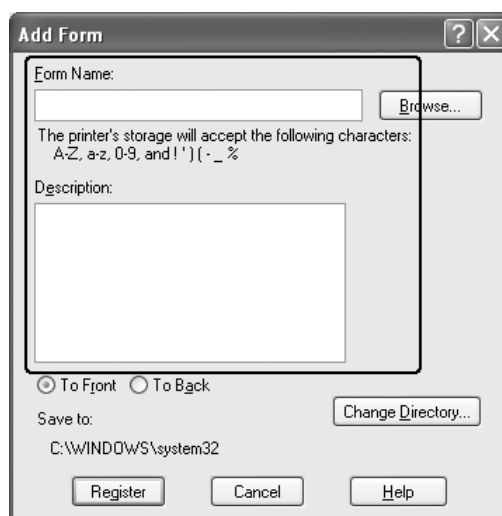 Add Form
Form Name:
Browse...
The printer's storage will accept the following characters:
A-Z, a-z, 0-9, and ! ' ) ( - _ %
Description:
To Front To Back
Save to:
Change Directory...
C:\WINDOWS\system32
Register Cancel Help